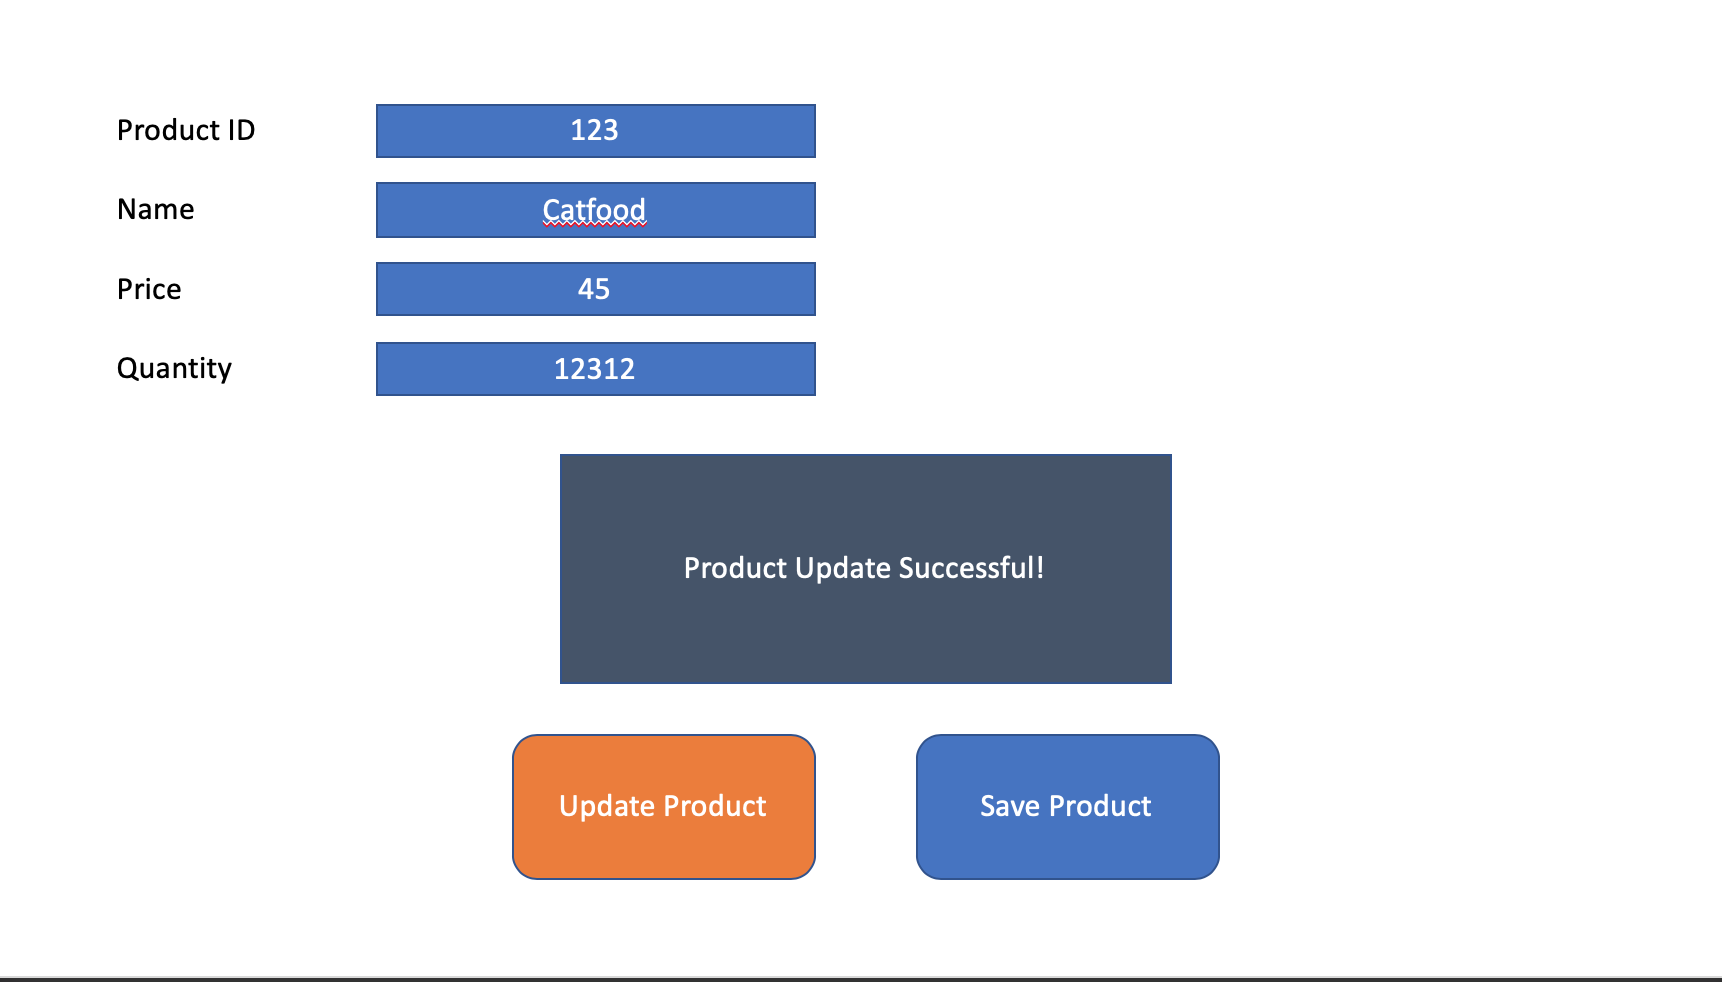 Product ID 123
Name Catfood
Price 45
Quantity 12312
Product Update Successful!
Update Product Save Product